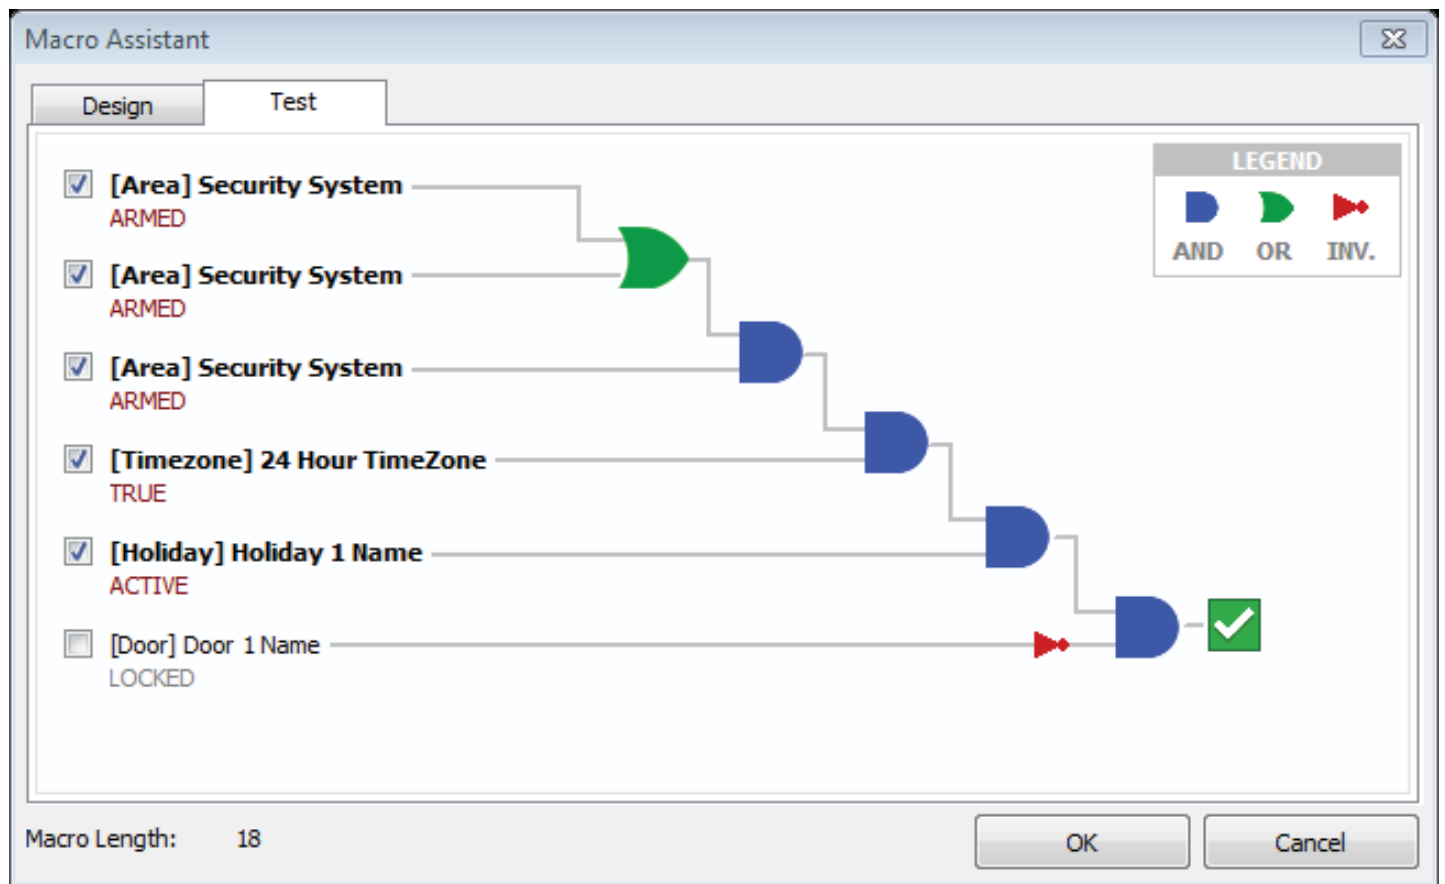 Macro Assistant
Design
Test
LEGEND
AND OR INV.
[Area] Security System
ARMED
[Area] Security System
ARMED
[Area] Security System
ARMED
[Timezone] 24 Hour TimeZone
TRUE
[Holiday] Holiday 1 Name
ACTIVE
[Door] Door 1 Name
LOCKED
Macro Length: 18
OK
Cancel